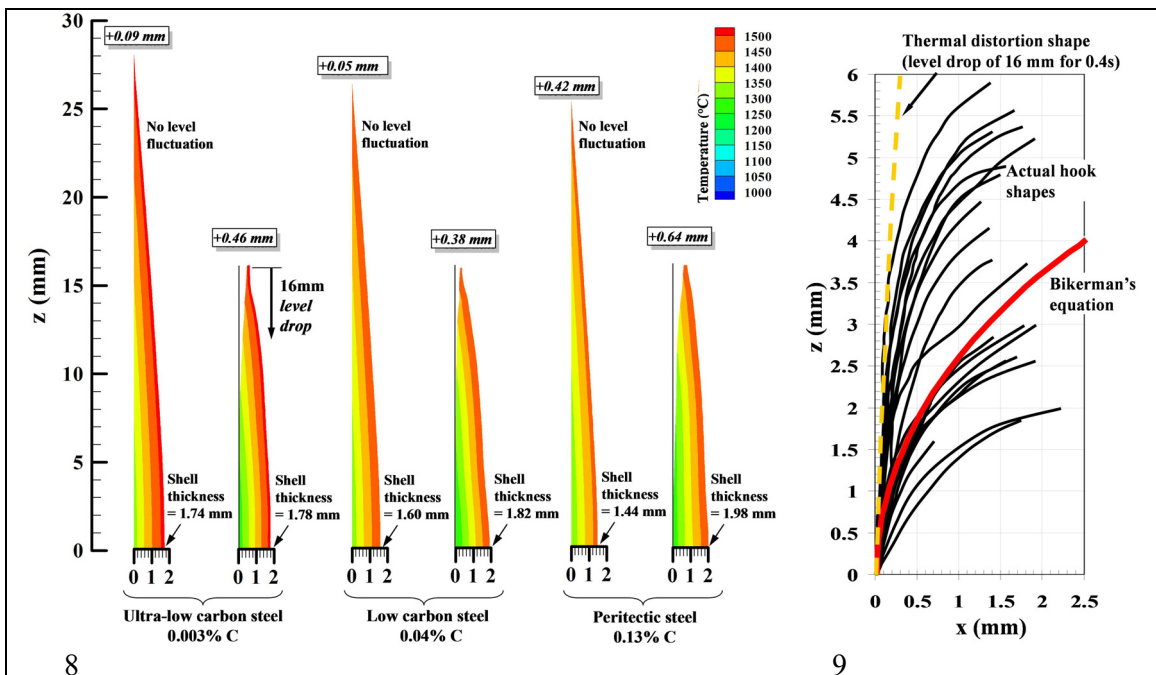 30
25
20
15
10
5
0
z (mm)
+0.09 mm
No level
fluctuation
+0.46 mm
16mm
level
drop
Shell
thickness
= 1.74 mm
Shell
thickness
= 1.78 mm
0 1 2
0 1 2
Ultra-low carbon steel
0.003% C
+0.05 mm
No level
fluctuation
+0.38 mm
Shell
thickness
= 1.60 mm
Shell
thickness
= 1.82 mm
0 1 2
0 1 2
Low carbon steel
0.04% C
+0.42 mm
No level
fluctuation
+0.64 mm
Shell
thickness
= 1.44 mm
Shell
thickness
= 1.98 mm
0 1 2
0 1 2
Peritectic steel
0.13% C
Temperature (°C)
1500
1450
1400
1350
1300
1250
1200
1150
1100
1050
1000
8
Thermal distortion shape
(level drop of 16 mm for 0.4s)
6
5.5
5
4.5
4
3.5
3
2.5
2
1.5
1
0.5
0
z (mm)
Actual hook
shapes
Bikerman's
equation
0 0.5 1 1.5 2 2.5
x (mm)
9